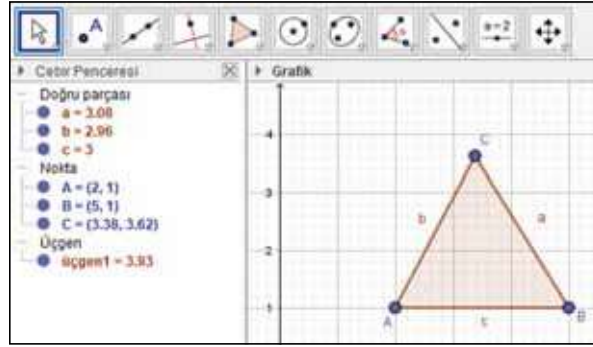 A
a=2
Cebir Penceresi
Grafik
Doğru parçası
a = 3.08
b = 2.96
c = 3
Nokta
A = (2, 1)
B = (5, 1)
C = (3.38, 3.62)
Üçgen
üçgen1 = 3.93
4
3
2
1
C
b
a
A
c
B